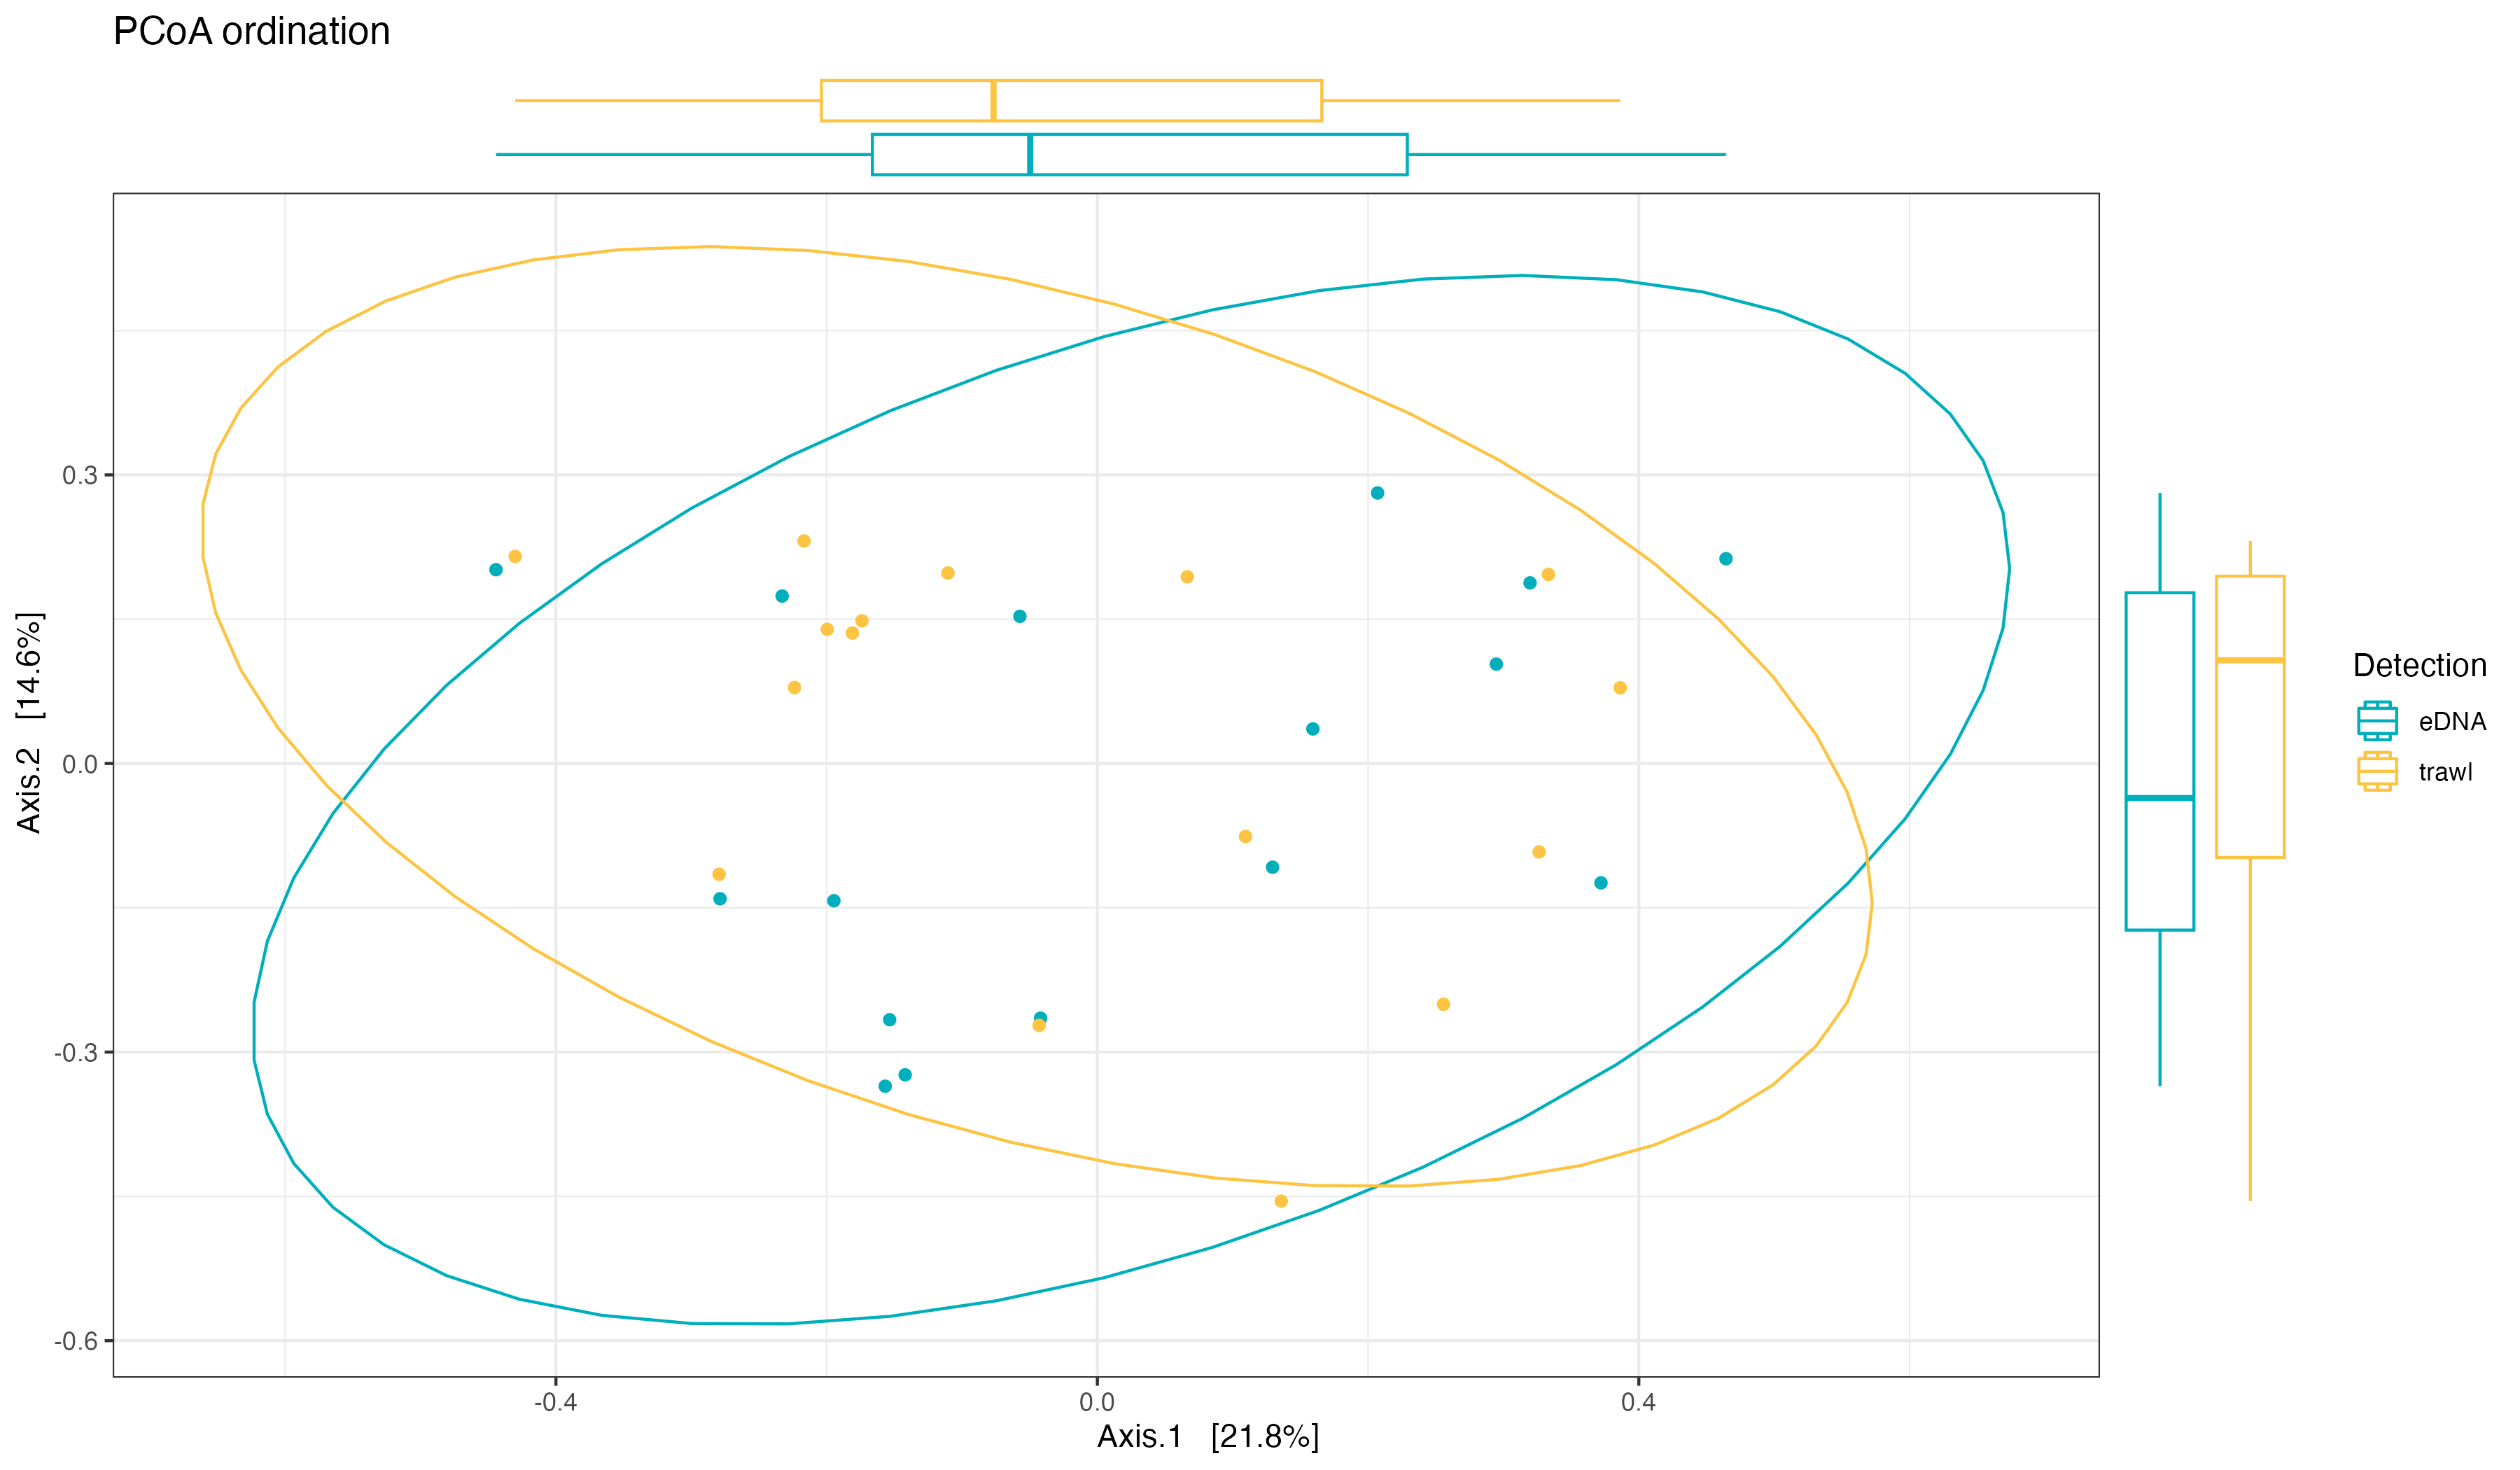 PCoA ordination
0.3
0.0
-0.3
-0.6
Axis.2 [14.6%]
-0.4
0.0
0.4
Axis.1 [21.8%]
Detection
eDNA
trawl